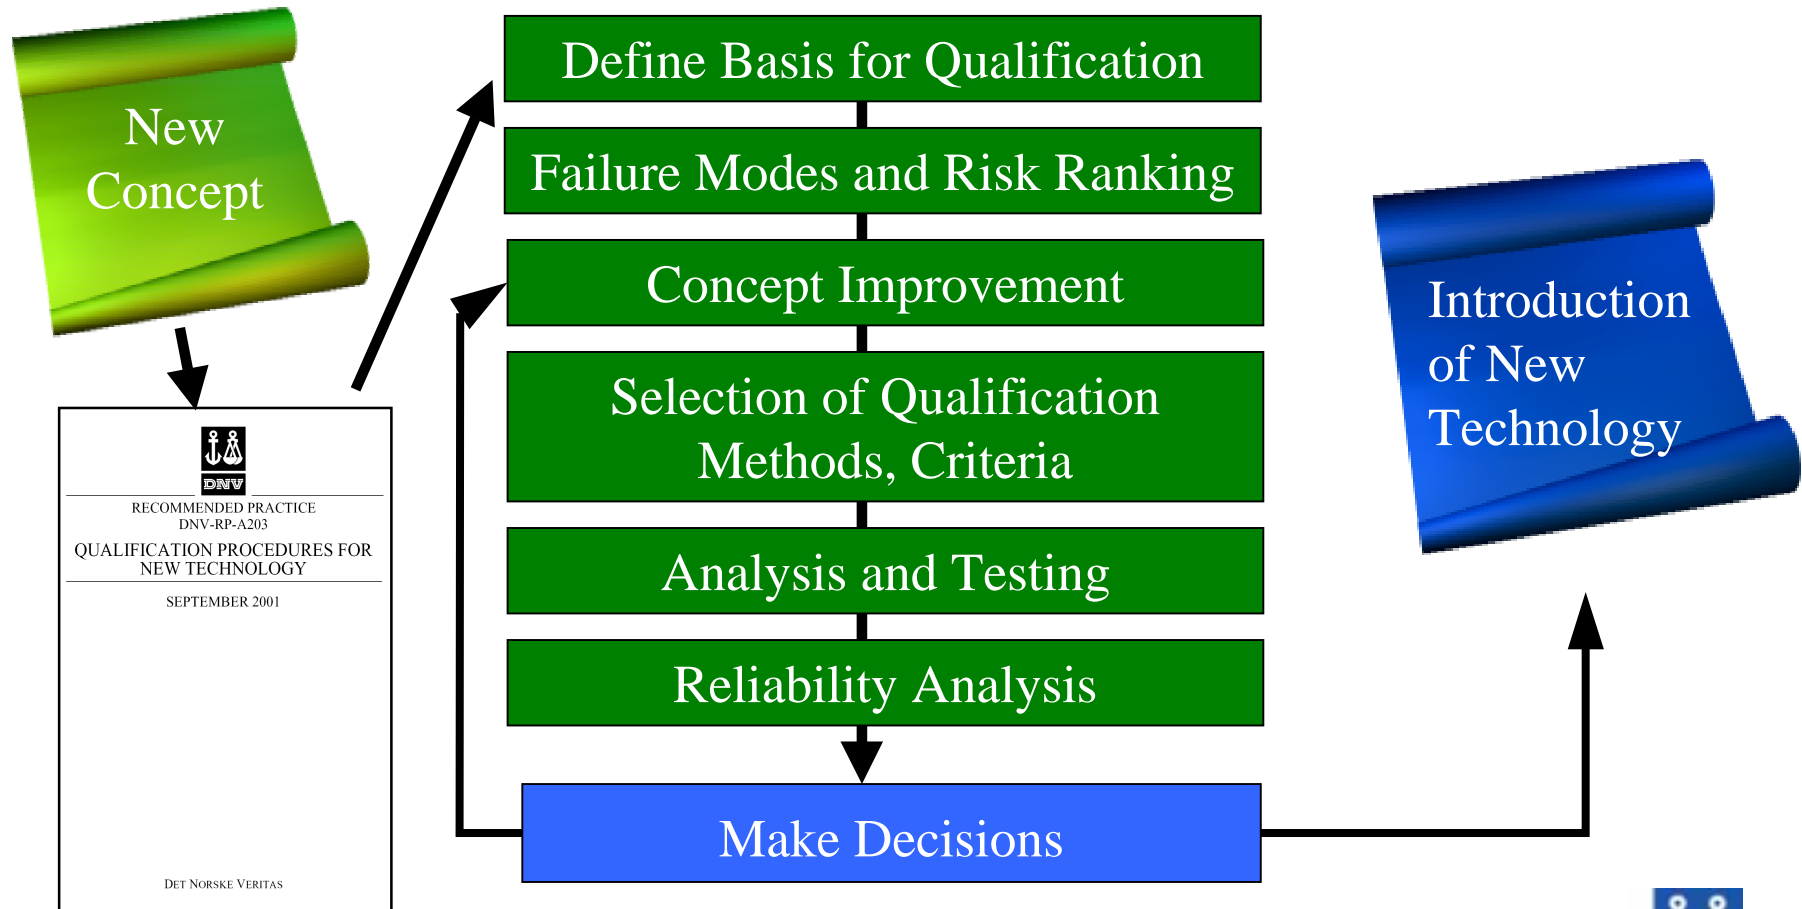 New
Concept
DNV
RECOMMENDED PRACTICE
DNV-RP-A203
QUALIFICATION PROCEDURES FOR
NEW TECHNOLOGY
SEPTEMBER 2001
DET NORSKE VERITAS
Define Basis for Qualification
Failure Modes and Risk Ranking
Concept Improvement
Selection of Qualification
Methods, Criteria
Analysis and Testing
Reliability Analysis
Make Decisions
Introduction
of New
Technology